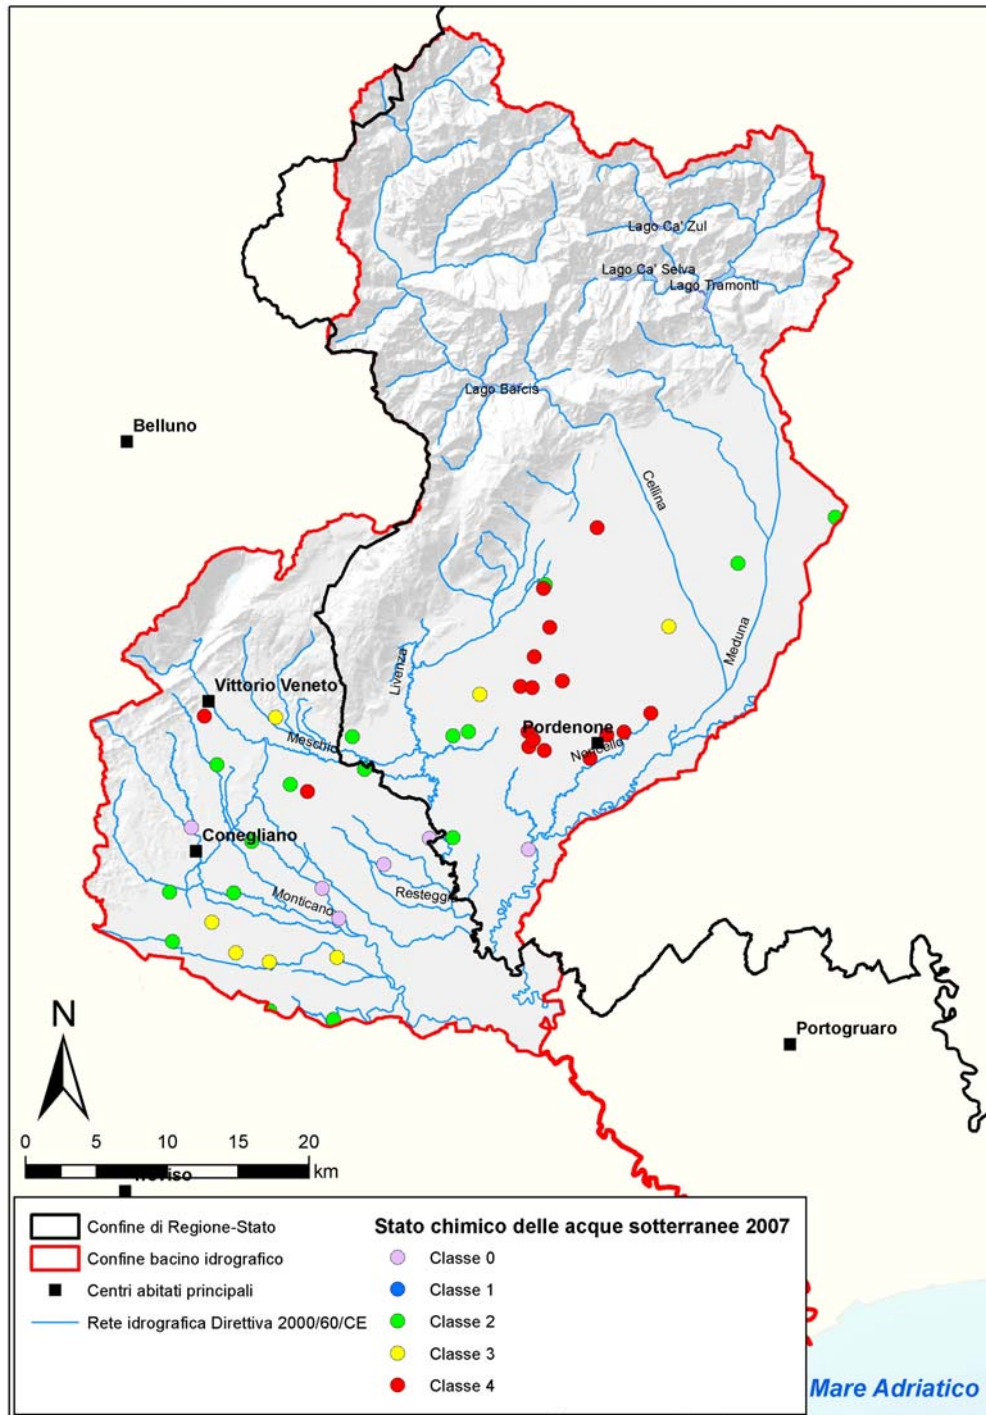 Lago Ca' Zul
Lago Ca' Selva
Lago Tramonti
Lago Barcis
Belluno
Cellina
Meduna
Livenza
Vittorio Veneto
Meschio
Pordenone
Noncello
Conegliano
Monticano
Resteggi
N
Portogruaro
0 5 10 15 20
km
Treviso
Confine di Regione-Stato
Confine bacino idrografico
Centri abitati principali
Rete idrografica Direttiva 2000/60/CE
Stato chimico delle acque sotterranee 2007
Classe 0
Classe 1
Classe 2
Classe 3
Classe 4
Mare Adriatico